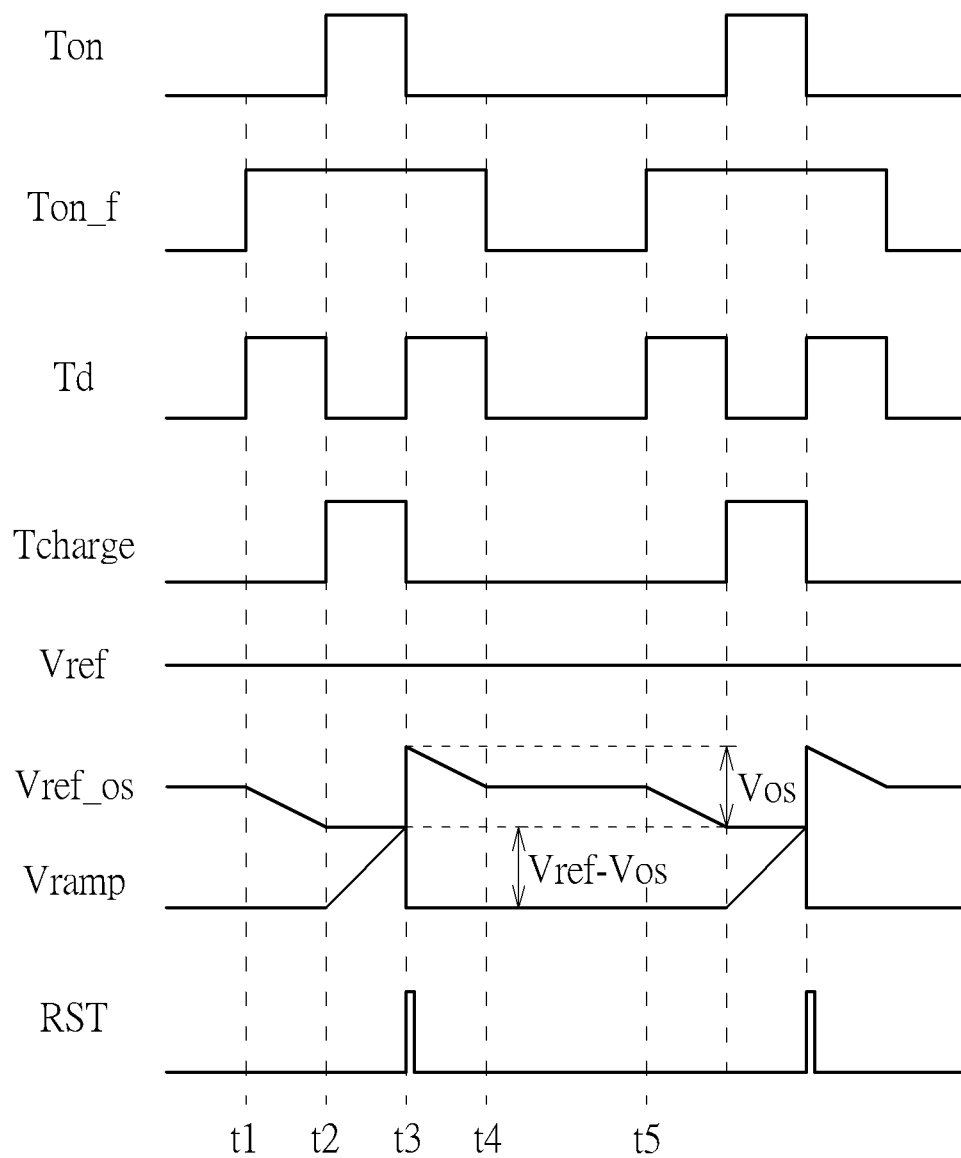 Ton
Ton_f
Td
Tcharge
Vref
Vref_os
Vos
Vref-Vos
Vramp
RST
t1 t2 t3 t4 t5